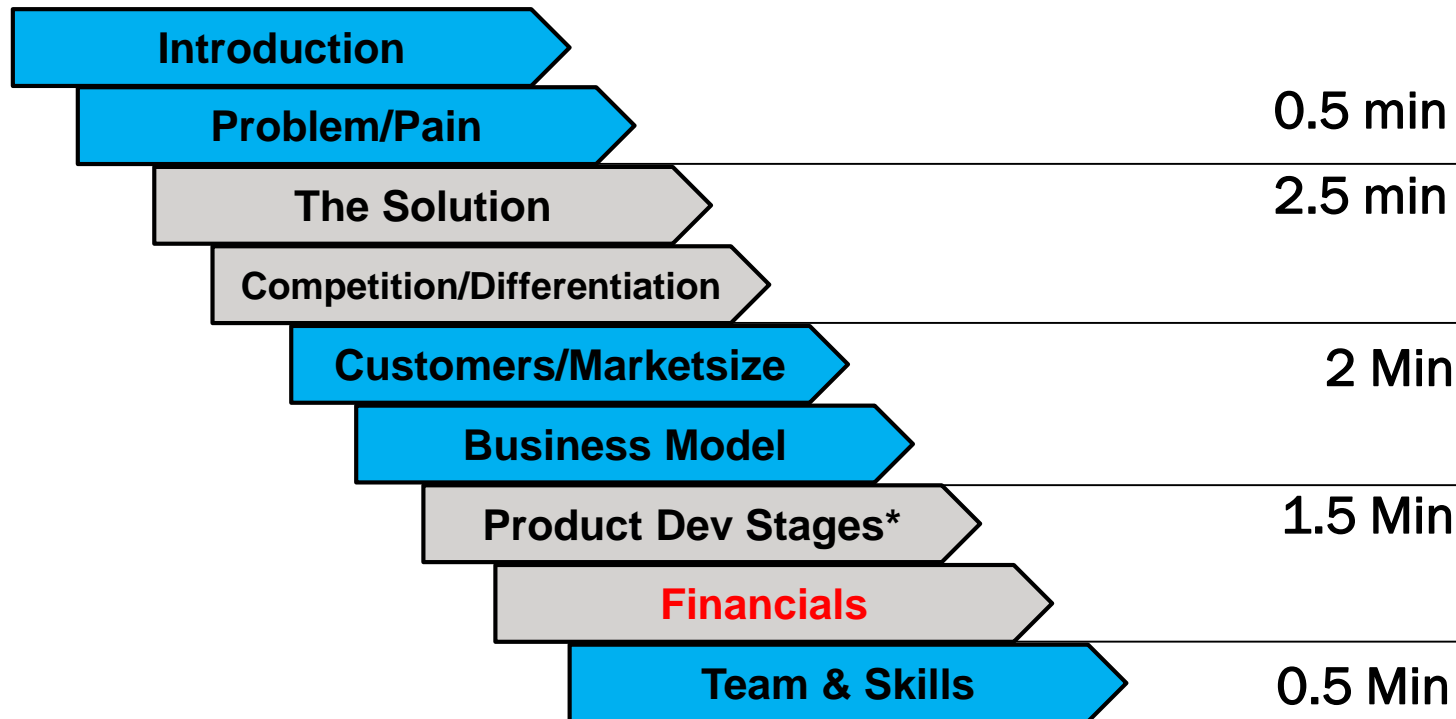 Introduction
Problem/Pain
0.5 min
The Solution
2.5 min
Competition/Differentiation
Customers/Marketsize
2 Min
Business Model
Product Dev Stages*
1.5 Min
Financials
Team & Skills
0.5 Min